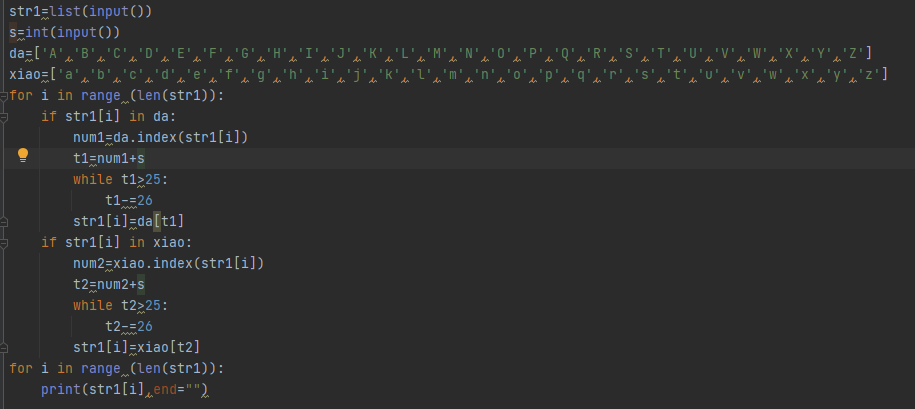 str1=list(input())
s=int(input())
da=['A','B','C','D','E','F','G','H','I','J','K','L','M','N','O','P','Q','R','S','T','U','V','W','X','Y','Z']
xiao=['a','b','c','d','e','f','g','h','i','j','k','l','m','n','o','p','q','r','s','t','u','v','w','x','y','z']
for i in range (len(str1)):
    if str1[i] in da:
        num1=da.index(str1[i])
        t1=num1+s
        while t1>25:
            t1-=26
        str1[i]=da[t1]
    if str1[i] in xiao:
        num2=xiao.index(str1[i])
        t2=num2+s
        while t2>25:
            t2-=26
        str1[i]=xiao[t2]
for i in range (len(str1)):
    print(str1[i],end="")